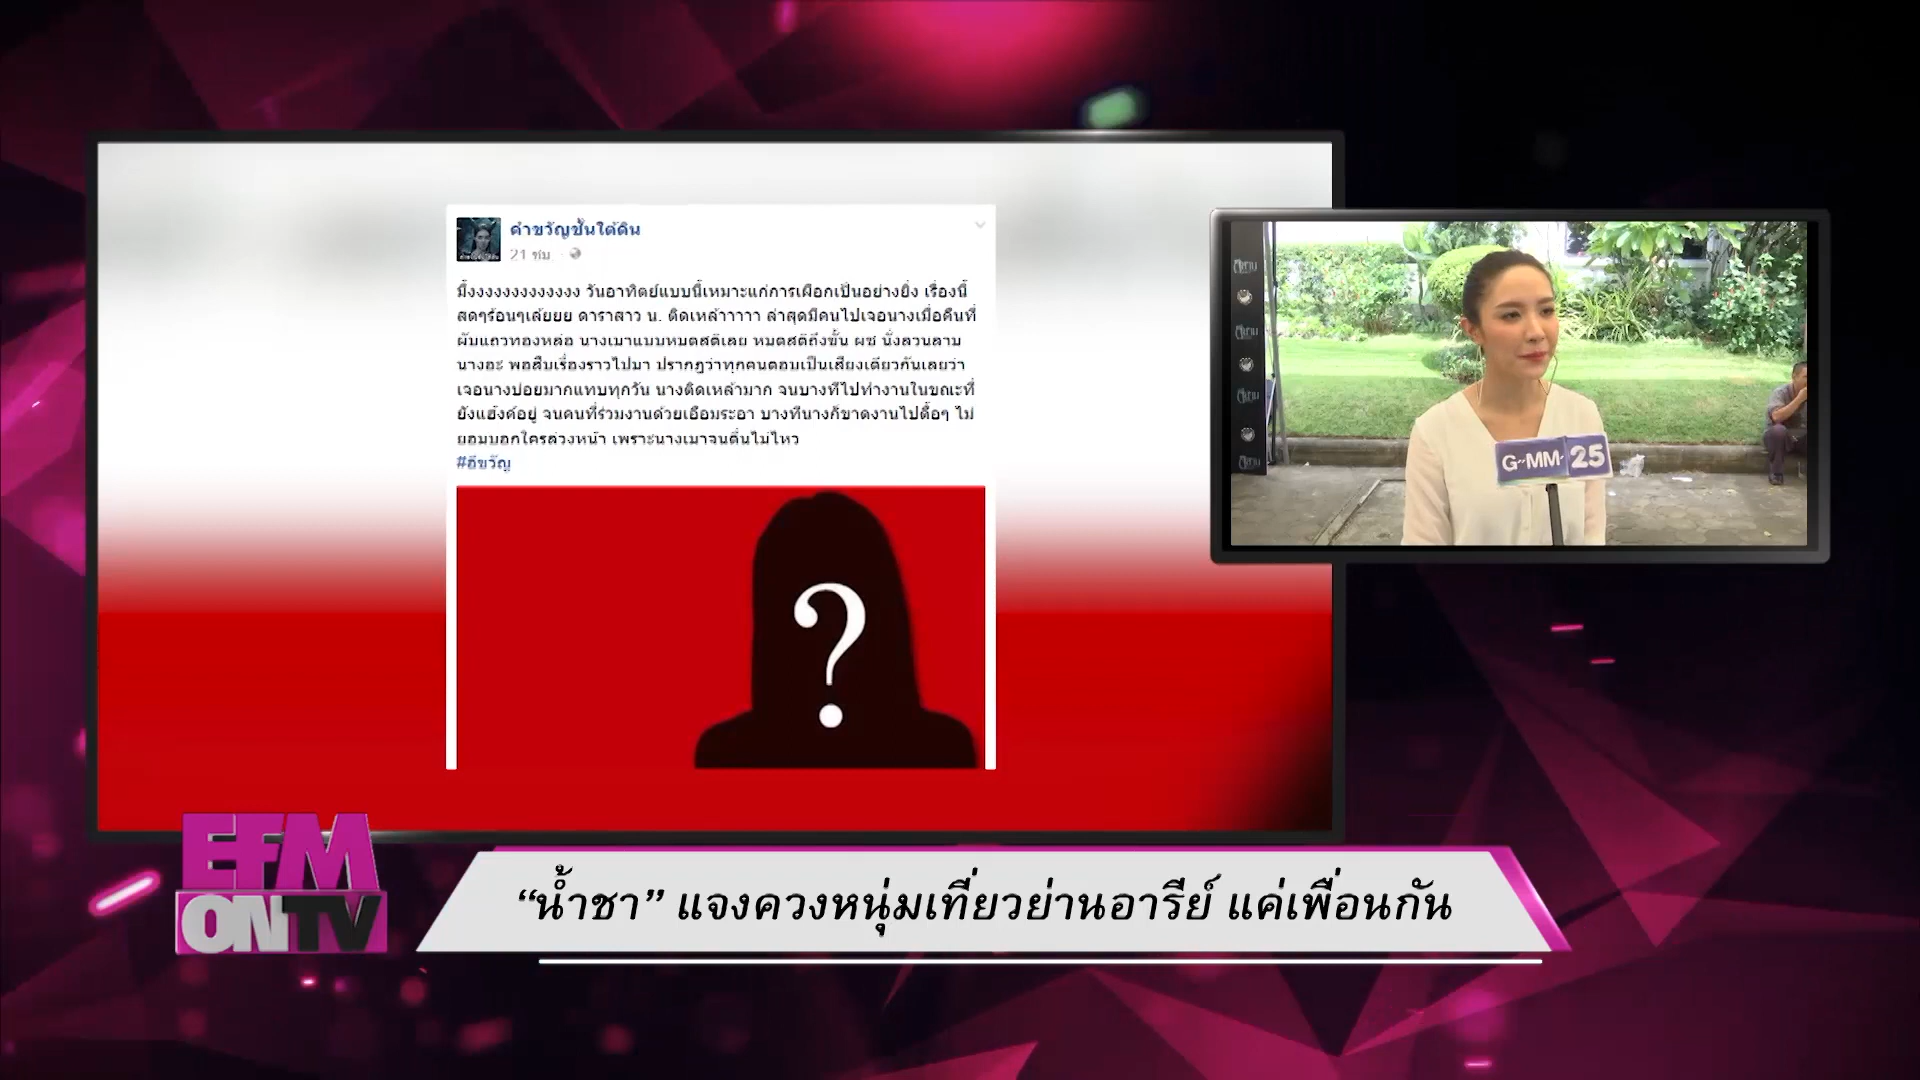 คำขวัญชั้นใต้ดิน
21 ชม.
มึ้งงงงงงงงงงงงง วันอาทิตย์แบบนี้เหมาะแก่การเผือกเป็นอย่างยิ่ง เรื่องนี้
สดๆร้อนๆเล้ยยย ดาราสาว น. ติดเหล้าาาาา ล่าสุดมีคนไปเจอนางเมื่อคืนที่
ผับแถวทองหล่อ นางเมาแบบหมดสติเลย หมดสติถึงขั้น ผช นั่งลวนลาม
นางอะ พอสืบเรื่องราวไปมา ปรากฏว่าทุกคนตอบเป็นเสียงเดียวกันเลยว่า
เจอนางบ่อยมากแทบทุกวัน นางติดเหล้ามาก จนบางทีไปทำงานในขณะที่
ยังแฮ้งค์อยู่ จนคนที่ร่วมงานด้วยเอือมระอา บางทีนางก็ขาดงานไปดื้อๆ ไม่
ยอมบอกใครล่วงหน้า เพราะนางเมาจนตื่นไม่ไหว
#อีขวัญ
?
G"MM' 25
EFM
ONTV
“น้ำชา” แจงควงหนุ่มเที่ยวย่านอารีย์ แค่เพื่อนกัน